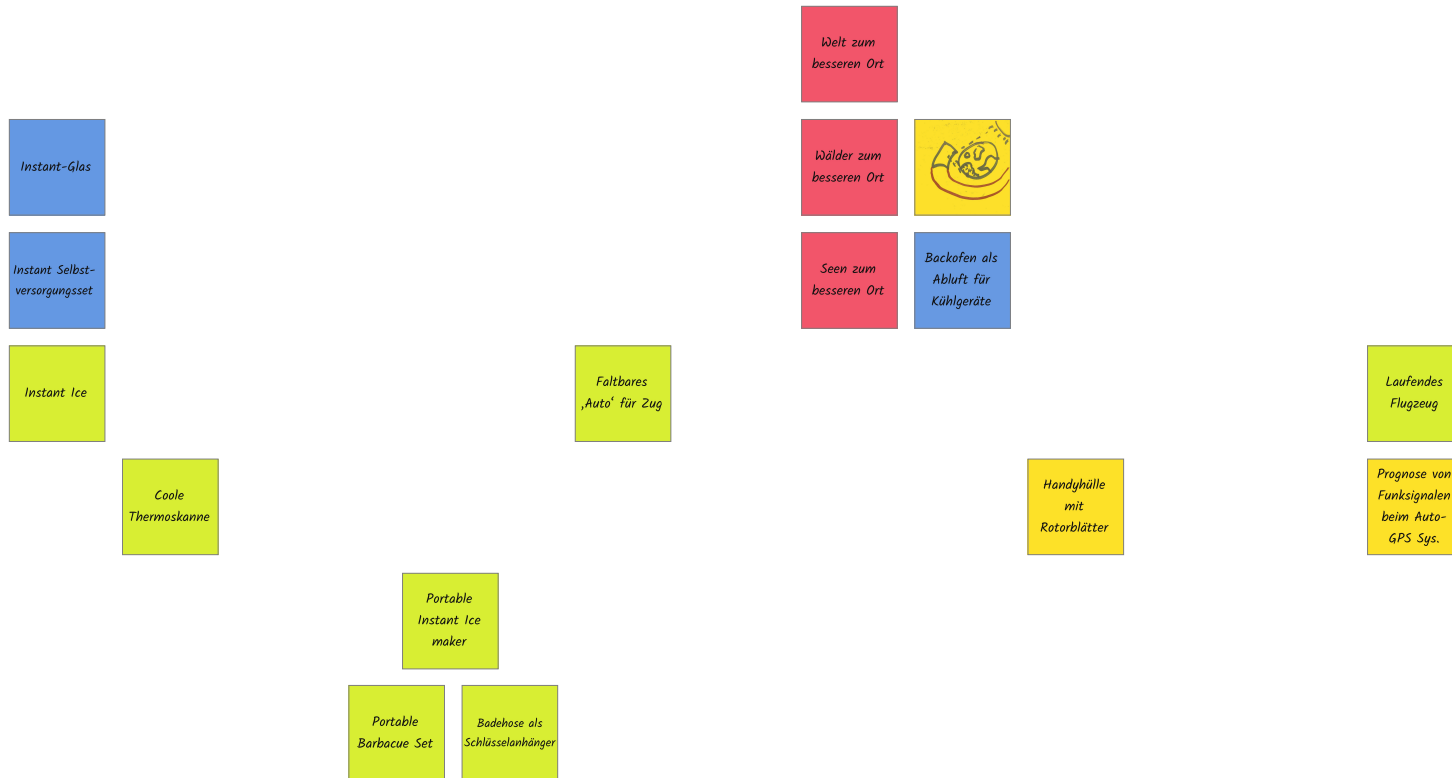 Welt zum
besseren Ort
Instant-Glas
Wälder zum
besseren Ort
Instant Selbst-
versorgungsset
Seen zum
besseren Ort
Backofen als
Abluft für
Kühlgeräte
Instant Ice
Faltbares
‚Auto‘ für Zug
Laufendes
Flugzeug
Coole
Thermoskanne
Handyhülle
mit
Rotorblätter
Prognose von
Funksignalen
beim Auto-
GPS Sys.
Portable
Instant Ice
maker
Portable
Barbacue Set
Badehose als
Schlüsselanhänger